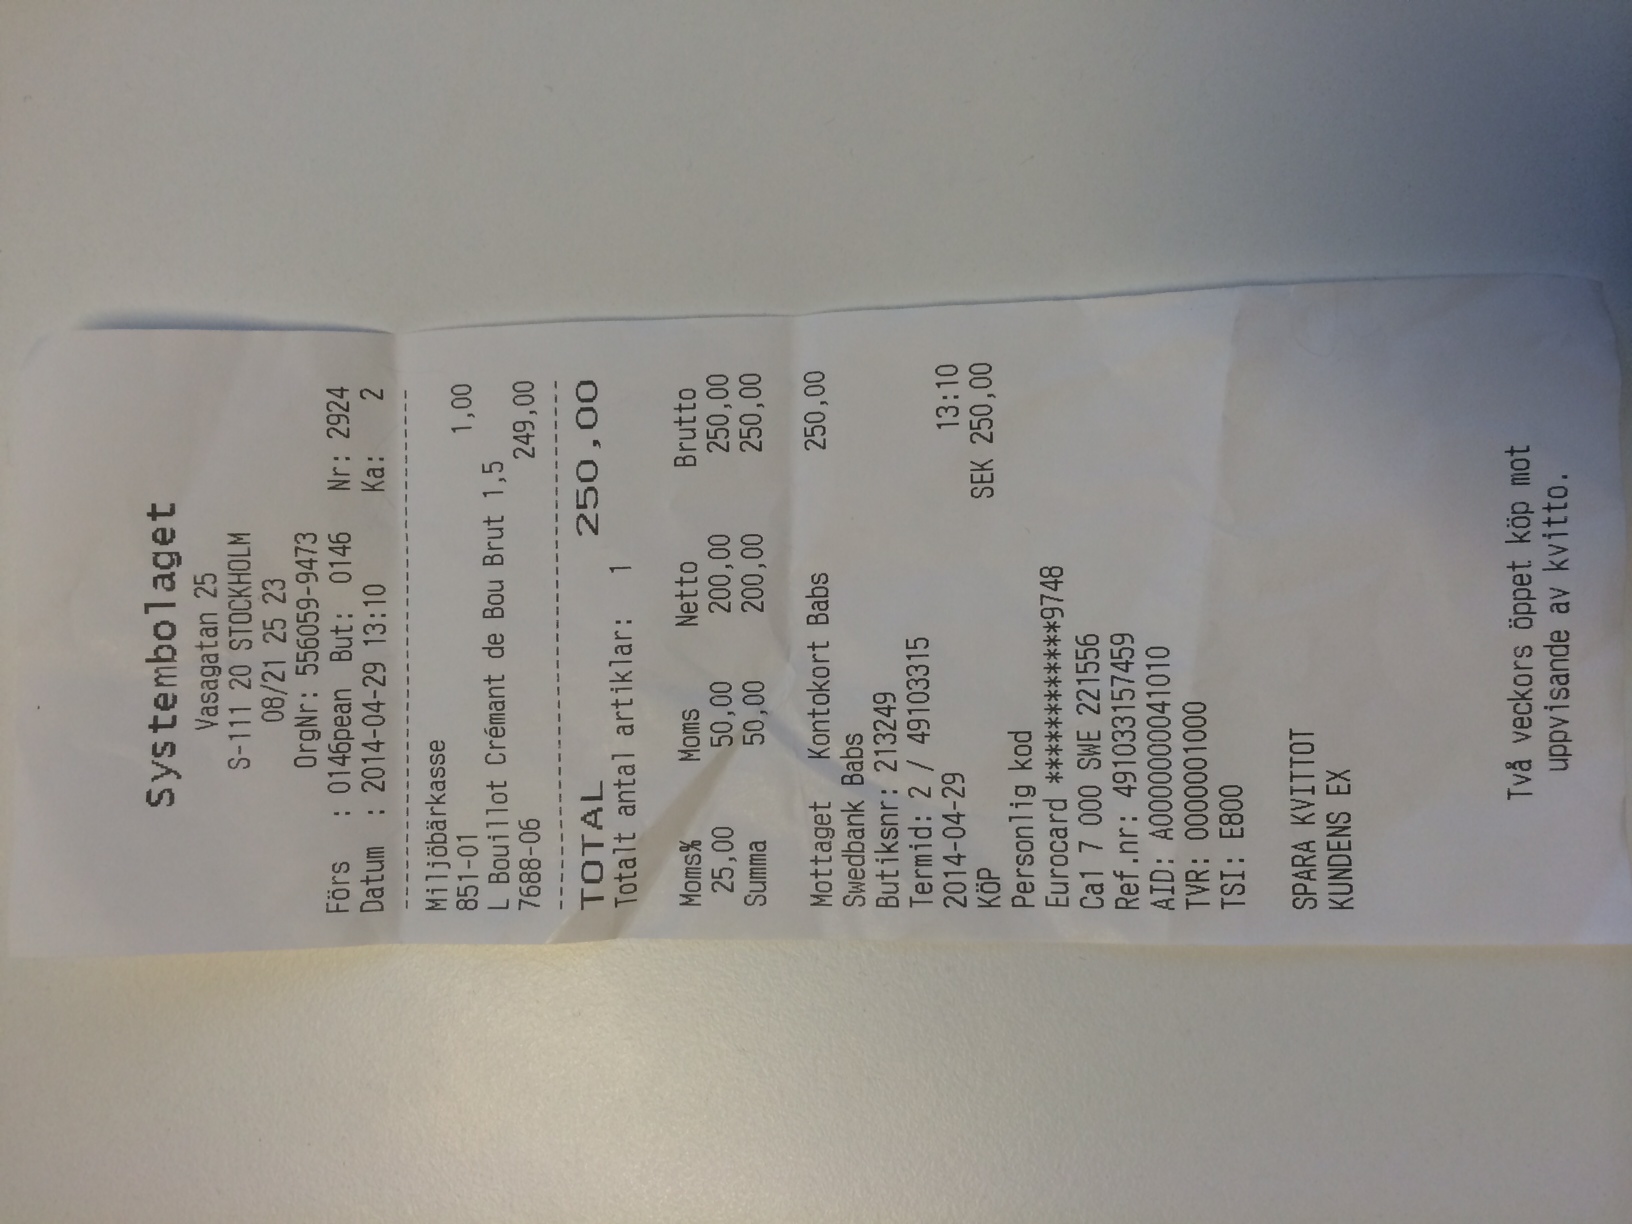 Systembolaget
Vasagatan 25
S-111 20 STOCKHOLM
08/21 25 23
OrgNr: 556059-9473
Förs : 0146pean But: 0146 Nr: 2924
Datum : 2014-04-29 13:10 Ka: 2
---------------------------------------
Miljöbärkasse
851-01 1,00
L Bouillot Crémant de Bou Brut 1,5
7688-06 249,00
---------------------------------------
TOTAL 250,00
Totalt antal artiklar: 1
Moms% Moms Netto Brutto
25,00 50,00 200,00 250,00
Summa 50,00 200,00 250,00
Mottaget Kontokort Babs 250,00
Swedbank Babs
Butiksnr: 213249
Termid: 2 / 49103315
2014-04-29 13:10
KÖP SEK 250,00
Personlig kod
Eurocard ************9748
Ca1 7 000 SWE 221556
Ref.nr: 491033157459
AID: A0000000041010
TVR: 0000001000
TSI: E800
SPARA KVITTOT
KUNDENS EX
Två veckors öppet köp mot
uppvisande av kvitto.